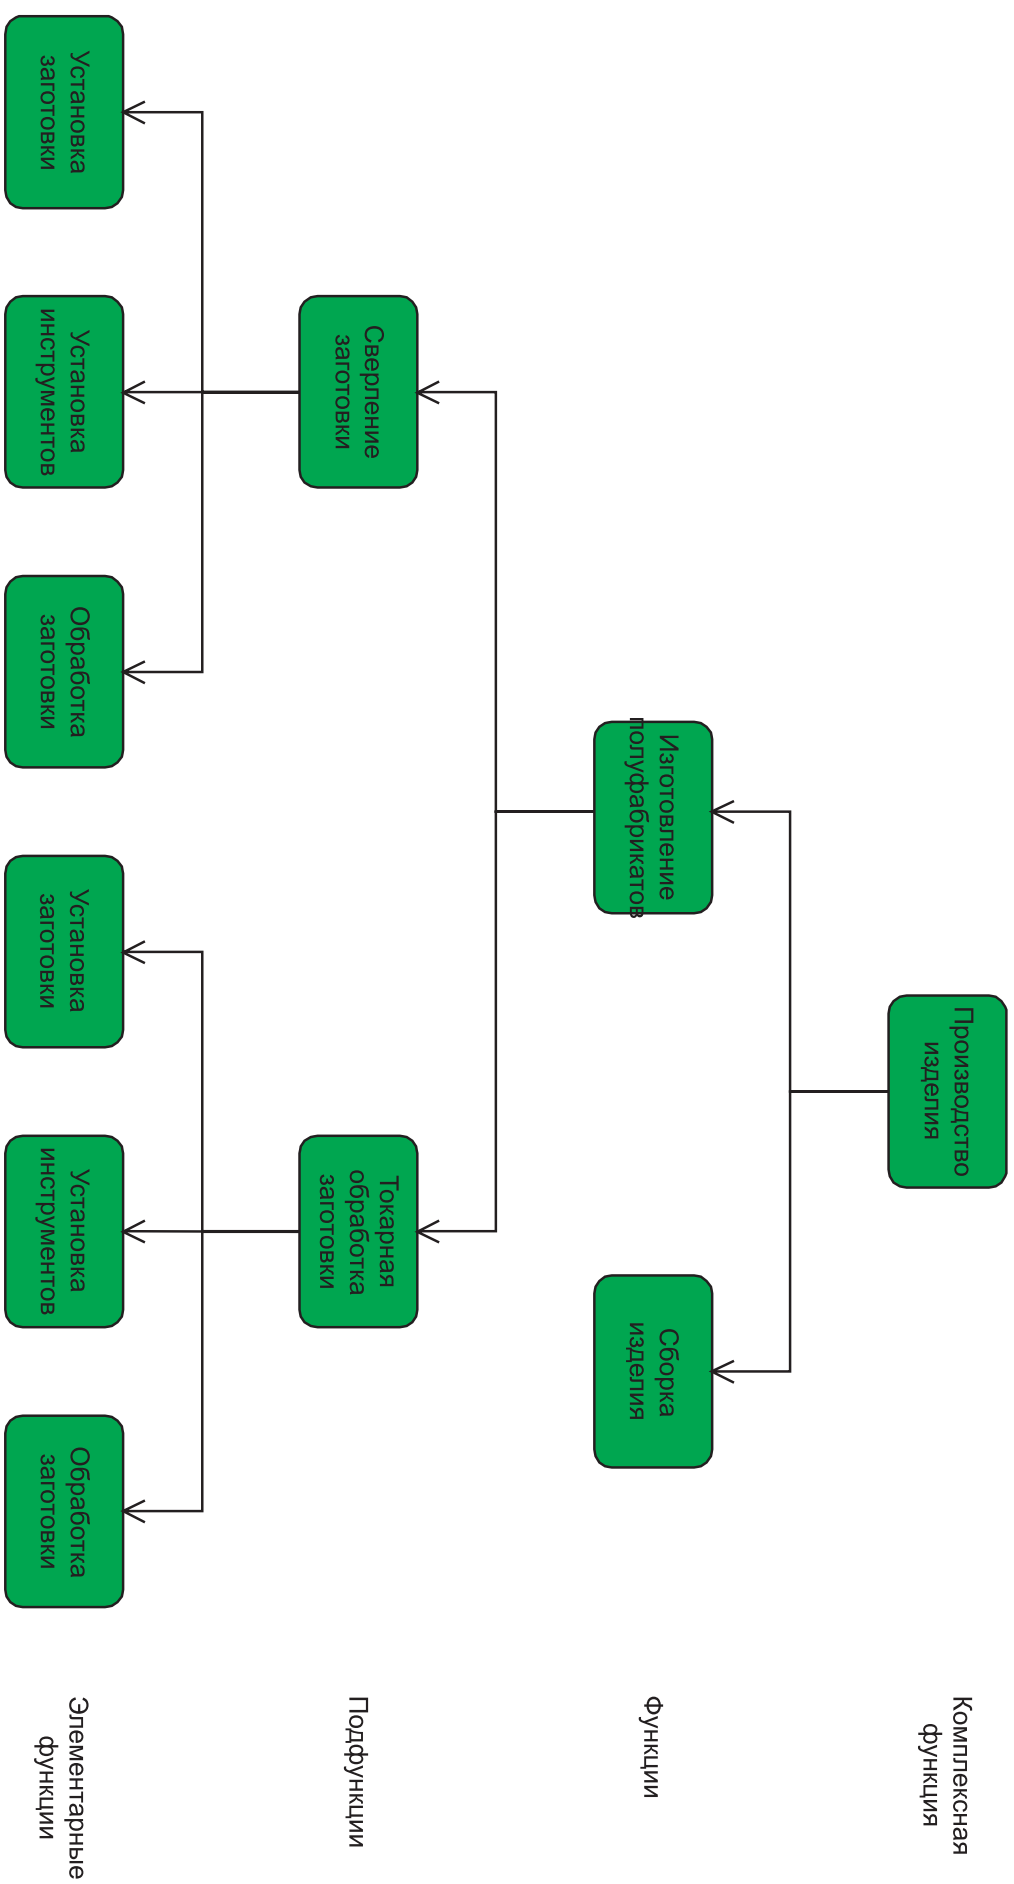 Производство
изделия
Комплексная
функция
Изготовление
полуфабрикатов
Сборка
изделия
Функции
Сверление
заготовки
Токарная
обработка
заготовки
Подфункции
Установка
заготовки
Установка
инструментов
Обработка
заготовки
Установка
заготовки
Установка
инструментов
Обработка
заготовки
Элементарные
функции